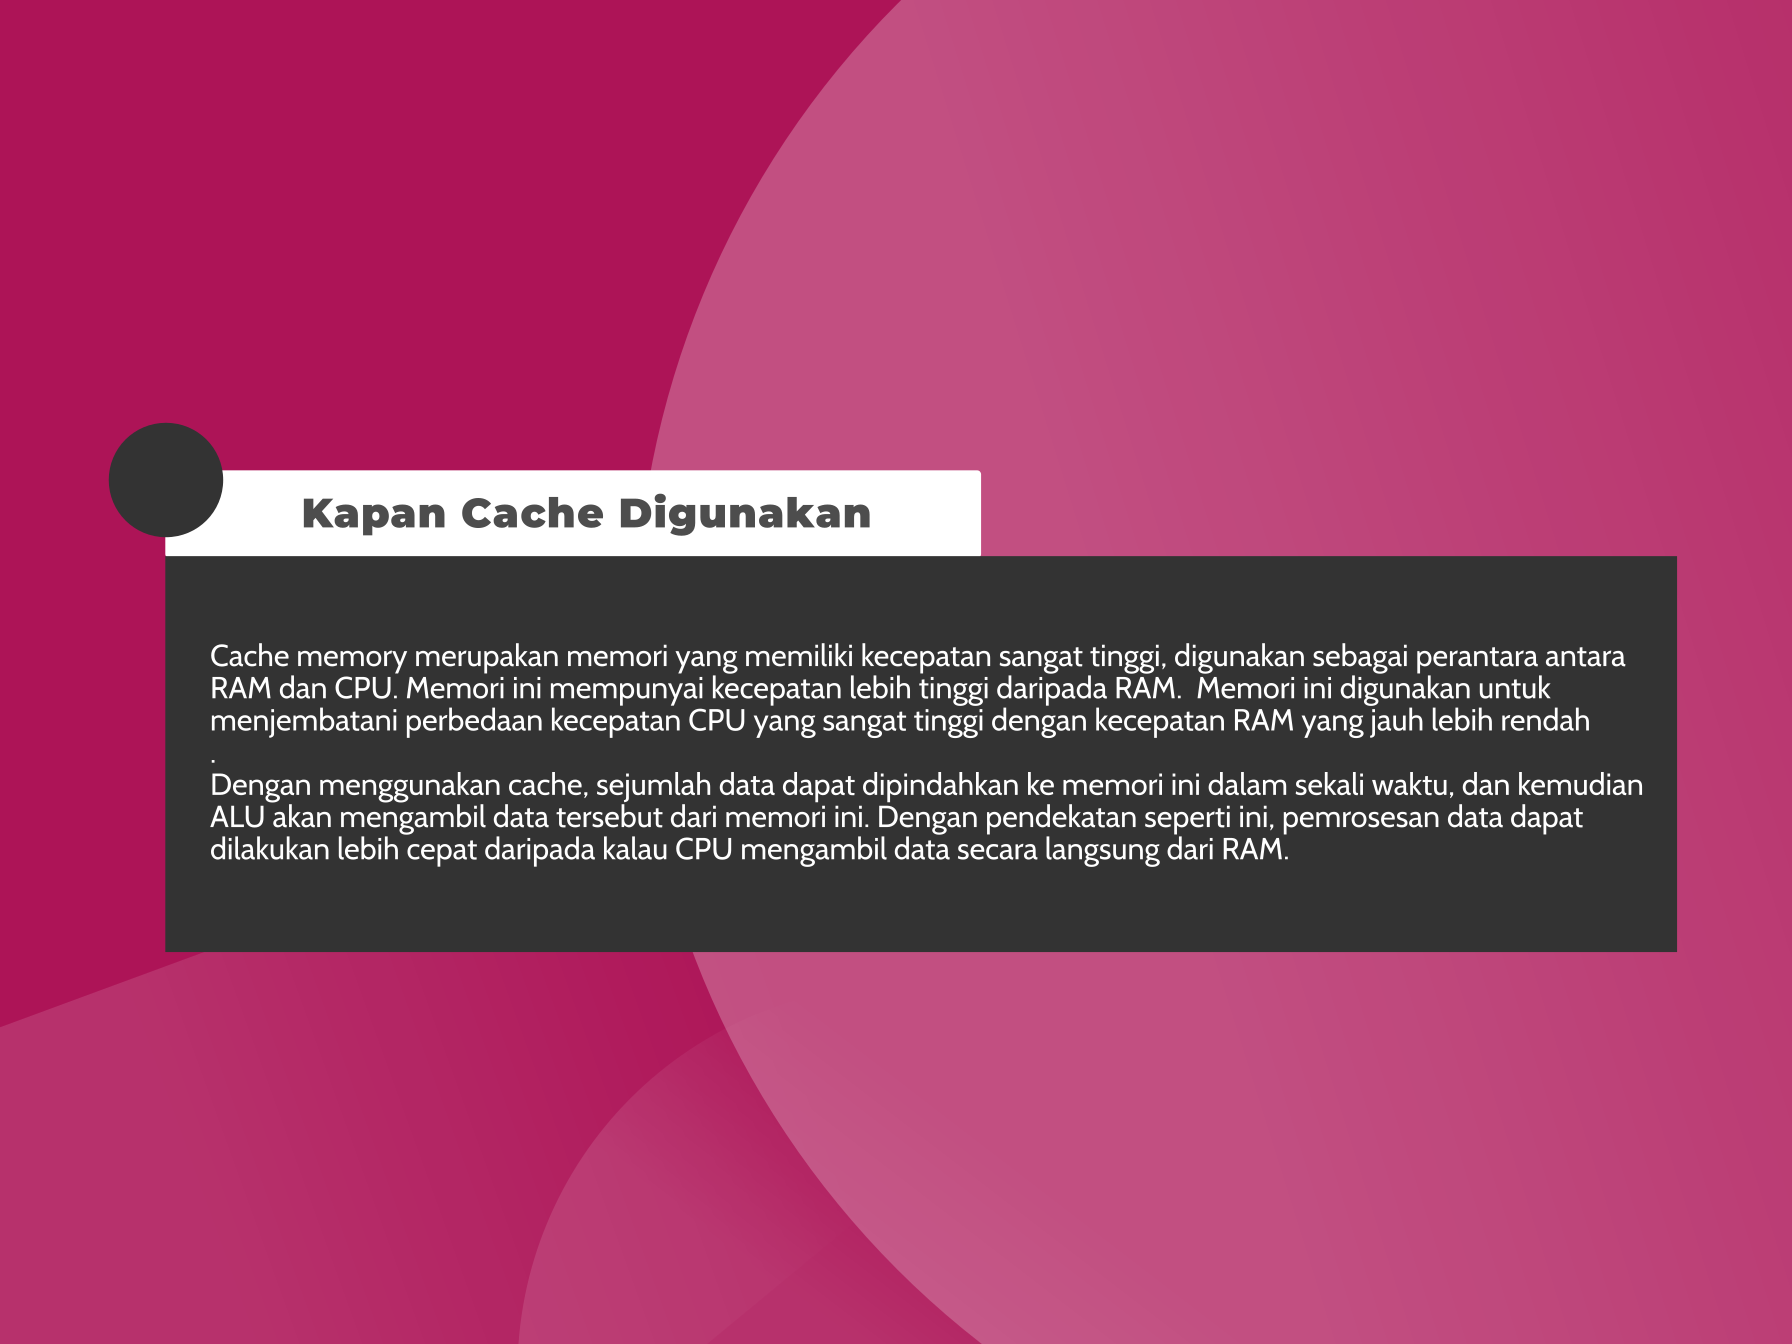 Kapan Cache Digunakan
Cache memory merupakan memori yang memiliki kecepatan sangat tinggi, digunakan sebagai perantara antara
RAM dan CPU. Memori ini mempunyai kecepatan lebih tinggi daripada RAM.  Memori ini digunakan untuk
menjembatani perbedaan kecepatan CPU yang sangat tinggi dengan kecepatan RAM yang jauh lebih rendah
.
Dengan menggunakan cache, sejumlah data dapat dipindahkan ke memori ini dalam sekali waktu, dan kemudian
ALU akan mengambil data tersebut dari memori ini. Dengan pendekatan seperti ini, pemrosesan data dapat
dilakukan lebih cepat daripada kalau CPU mengambil data secara langsung dari RAM.